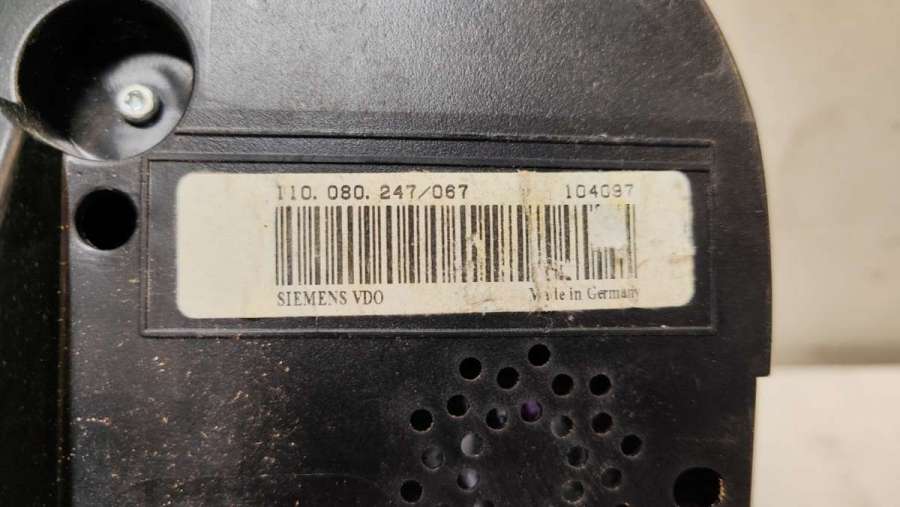 110.080.247/067 104097
SIEMENS VDO Made in Germany